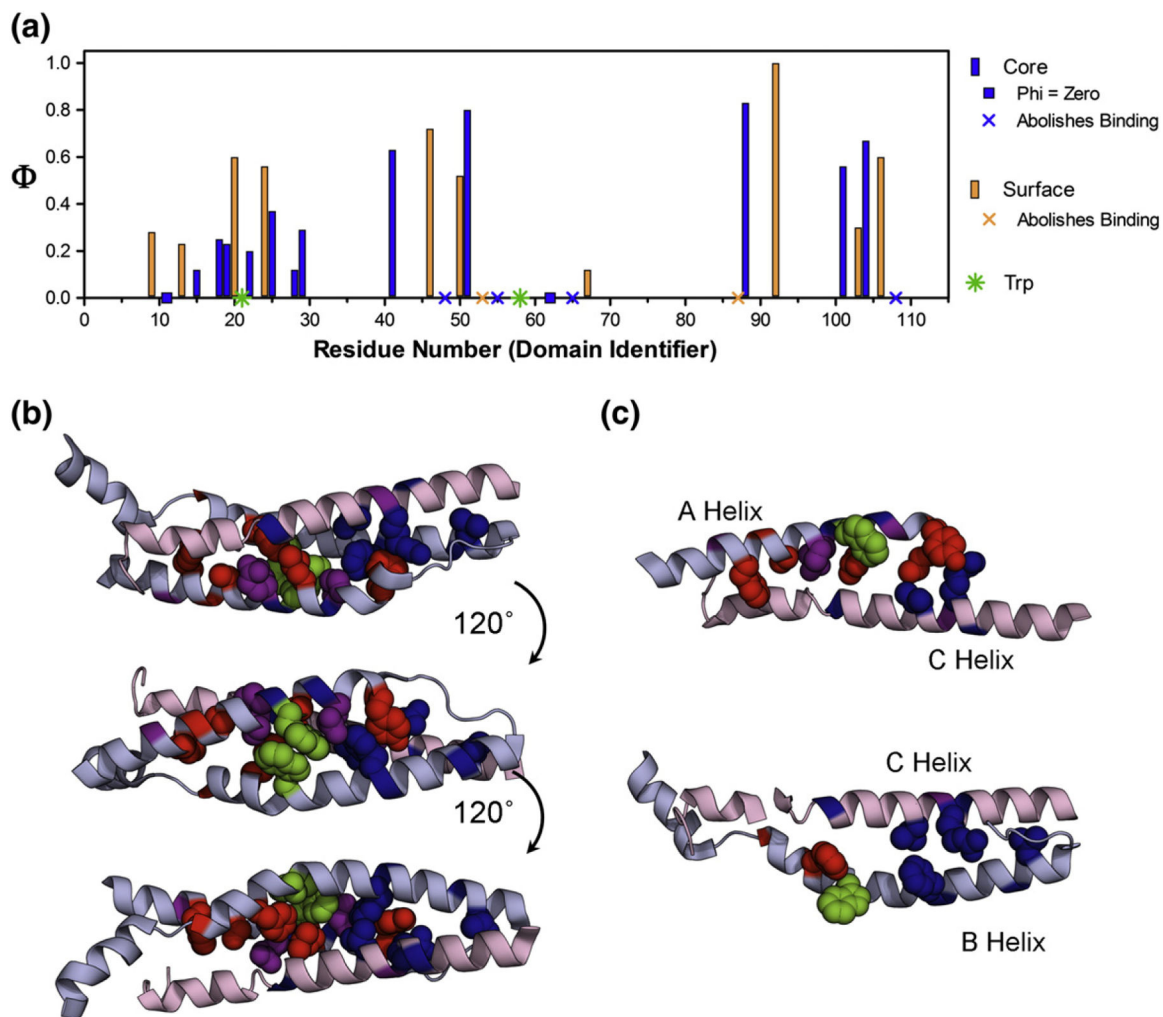 (a)
Φ
1.0
0.8
0.6
0.4
0.2
0.0
0 10 20 30 40 50 60 70 80 90 100 110
Residue Number (Domain Identifier)
Core
Phi = Zero
Abolishes Binding
Surface
Abolishes Binding
Trp
(b)
120°
120°
(c)
A Helix
C Helix
C Helix
B Helix